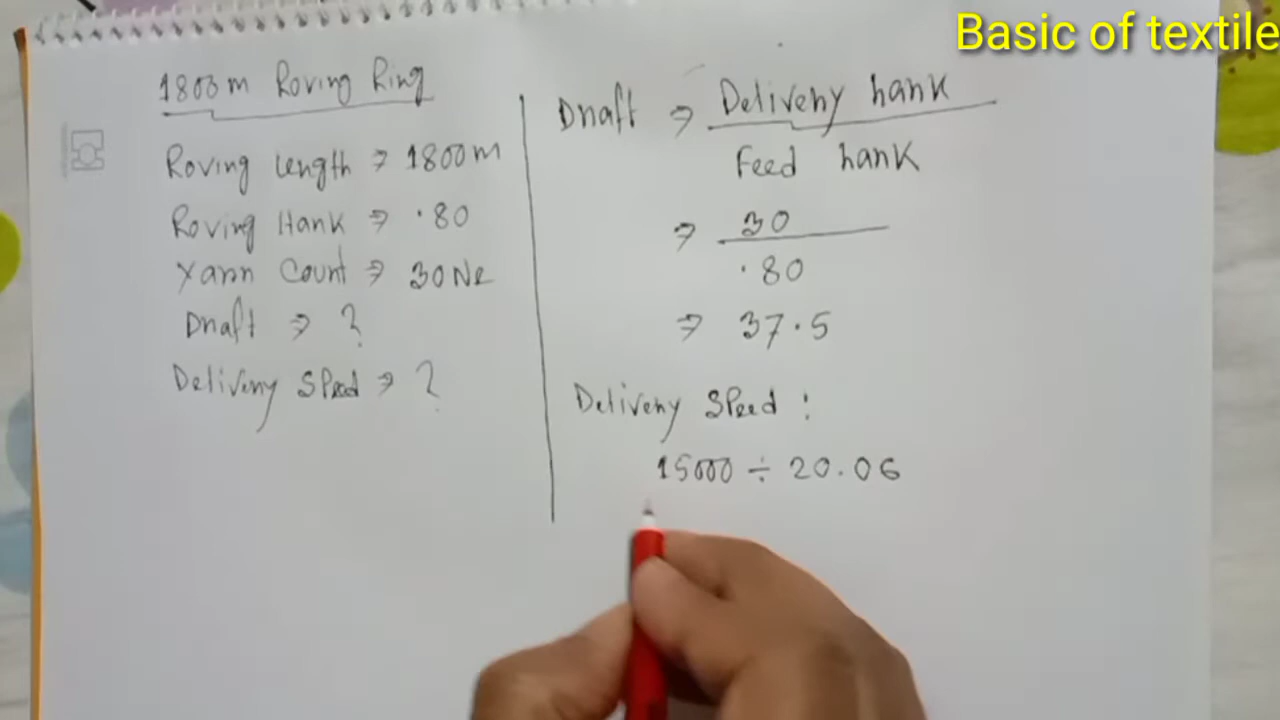 Basic of textile
1800m Roving Ring
Roving Length ⇒ 1800m
Roving Hank ⇒ .80
Yarn Count ⇒ 30Ne
Draft ⇒ ?
Delivery Speed ⇒ ?
Draft ⇒ Delivery hank
Feed hank
⇒ 30
.80
⇒ 37.5
Delivery Speed :
15000 ÷ 20.06